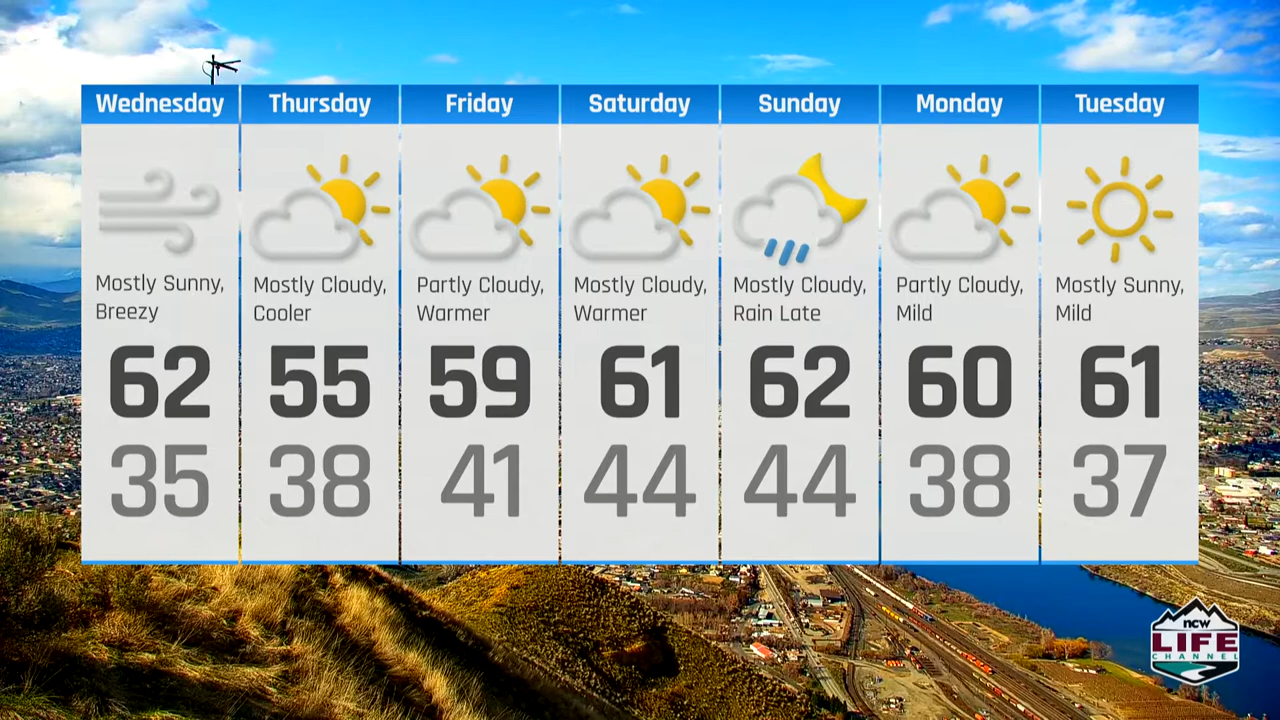 Wednesday
Mostly Sunny,
Breezy
62
35
Thursday
Mostly Cloudy,
Cooler
55
38
Friday
Partly Cloudy,
Warmer
59
41
Saturday
Mostly Cloudy,
Warmer
61
44
Sunday
Mostly Cloudy,
Rain Late
62
44
Monday
Partly Cloudy,
Mild
60
38
Tuesday
Mostly Sunny,
Mild
61
37
ncw
LIFE
CHANNEL